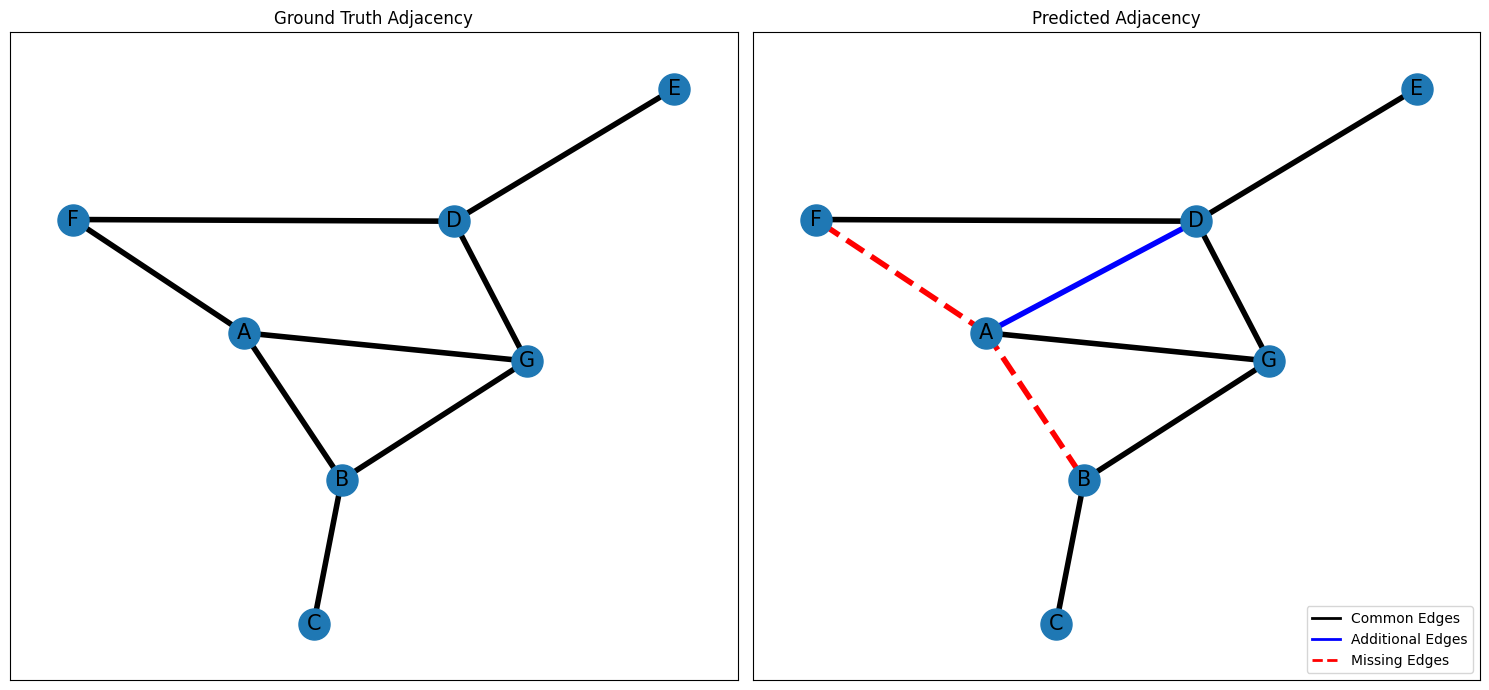 Ground Truth Adjacency
E
F
D
A
G
B
C
Predicted Adjacency
E
F
D
A
G
B
C
Common Edges
Additional Edges
Missing Edges